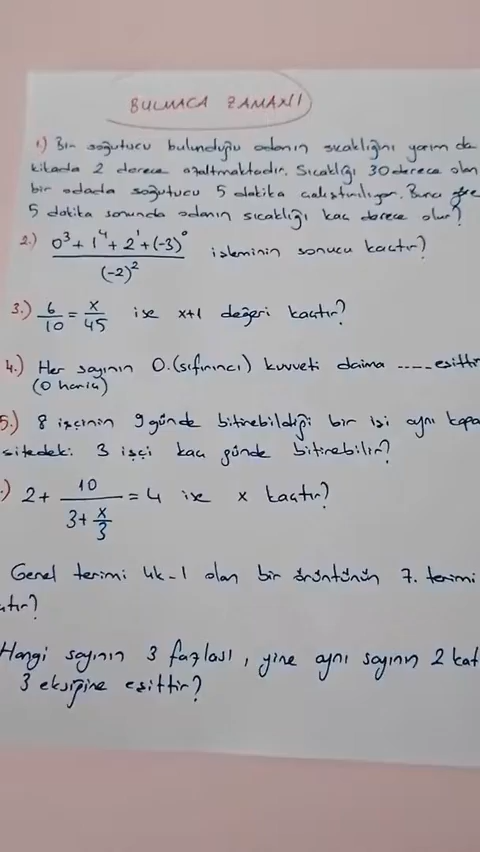 BULMACA ZAMANI
1.) Bir soğutucu bulunduğu odanın sıcaklığını yarım da
kikada 2 derece azaltmaktadır. Sıcaklığı 30 derece olan
bir odada soğutucu 5 dakika çalıştırılıyor. Buna göre
5 dakika sonunda odanın sıcaklığı kaç derece olur?
2.) (0³ + 1⁴ + 2¹ + (-3)⁰) / (-2)² işleminin sonucu kaçtır?
3.) 6/10 = x/45 ise x+1 değeri kaçtır?
4.) Her sayının 0. (sıfırıncı) kuvveti daima ..... eşittir
(0 hariç)
5.) 8 işçinin 9 günde bitirebildiği bir işi aynı kapa
sitedeki 3 işçi kaç günde bitirebilir?
.) 2 + 10 / (3 + x/3) = 4 ise x kaçtır?
Genel terimi 4k-1 olan bir örüntünün 7. terimi
çtır?
Hangi sayının 3 fazlası, yine aynı sayının 2 kat
3 eksiğine eşittir?